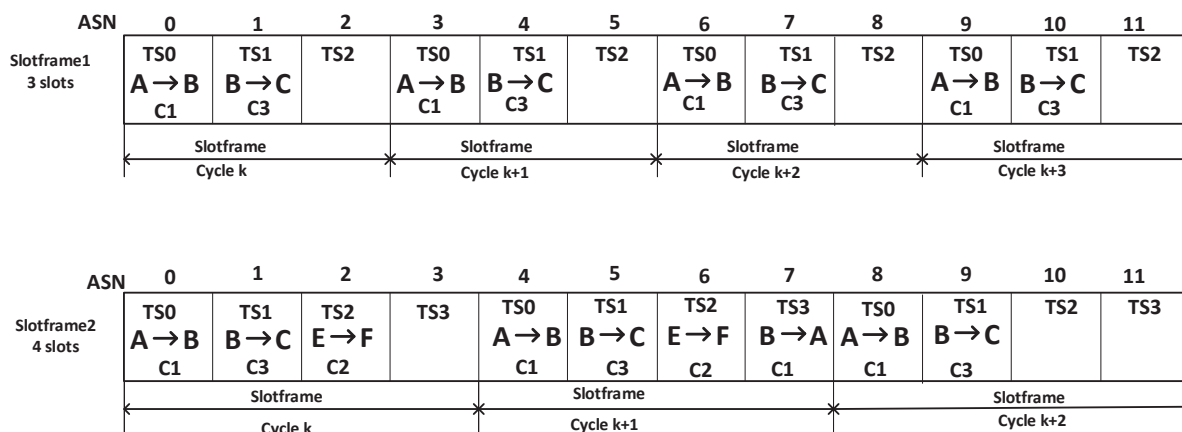 ASN 0 1 2 3 4 5 6 7 8 9 10 11
Slotframe1
3 slots
TS0 TS1 TS2 TS0 TS1 TS2 TS0 TS1 TS2 TS0 TS1 TS2
A→B B→C A→B B→C A→B B→C A→B B→C
C1 C3 C1 C3 C1 C3 C1 C3
Slotframe Slotframe Slotframe Slotframe
Cycle k Cycle k+1 Cycle k+2 Cycle k+3
ASN 0 1 2 3 4 5 6 7 8 9 10 11
Slotframe2
4 slots
TS0 TS1 TS2 TS3 TS0 TS1 TS2 TS3 TS0 TS1 TS2 TS3
A→B B→C E→F A→B B→C E→F B→A A→B B→C
C1 C3 C2 C1 C3 C2 C1 C1 C3
Slotframe Slotframe Slotframe
Cycle k Cycle k+1 Cycle k+2